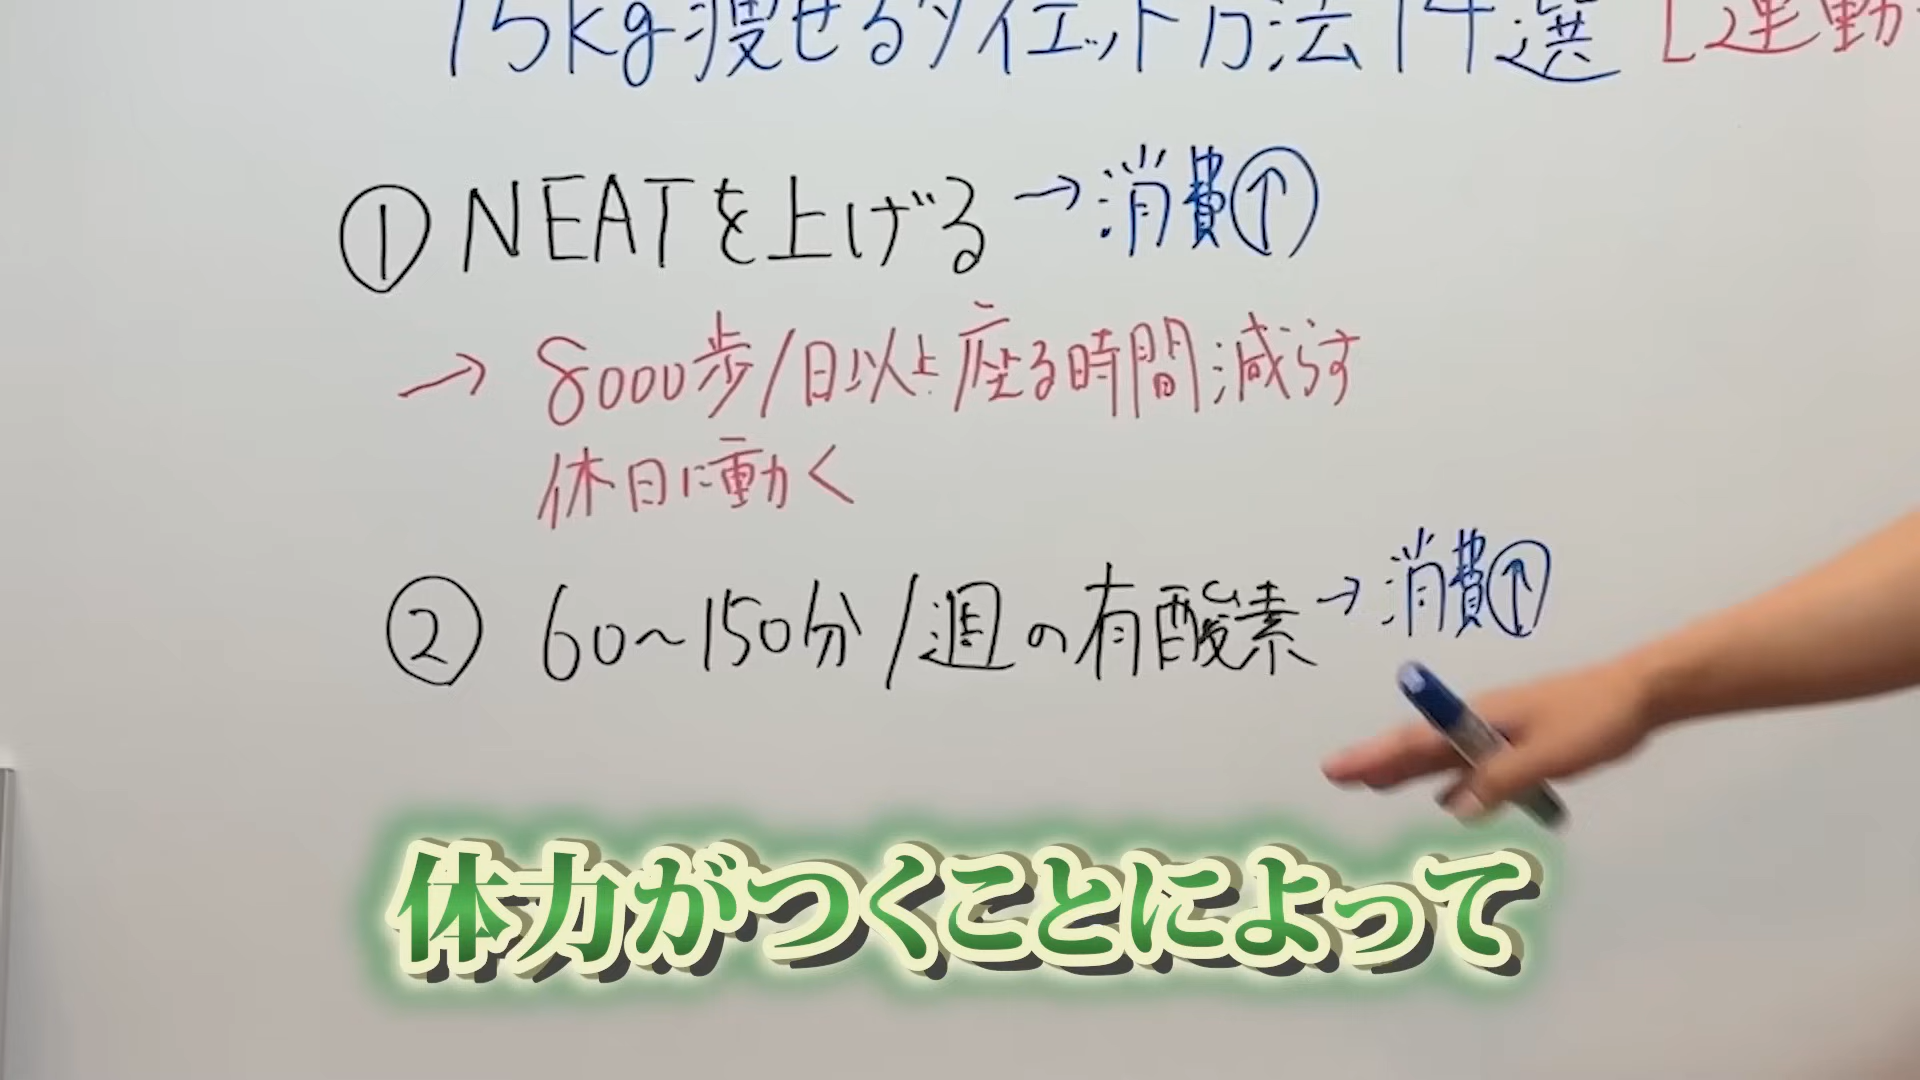 15kg痩せるダイエット方法14選 [運動
① NEATを上げる→消費↑
→ 8000歩/日以上 座る時間減らす
休日に動く
② 60~150分/週の有酸素→消費↑
体力がつくことによって